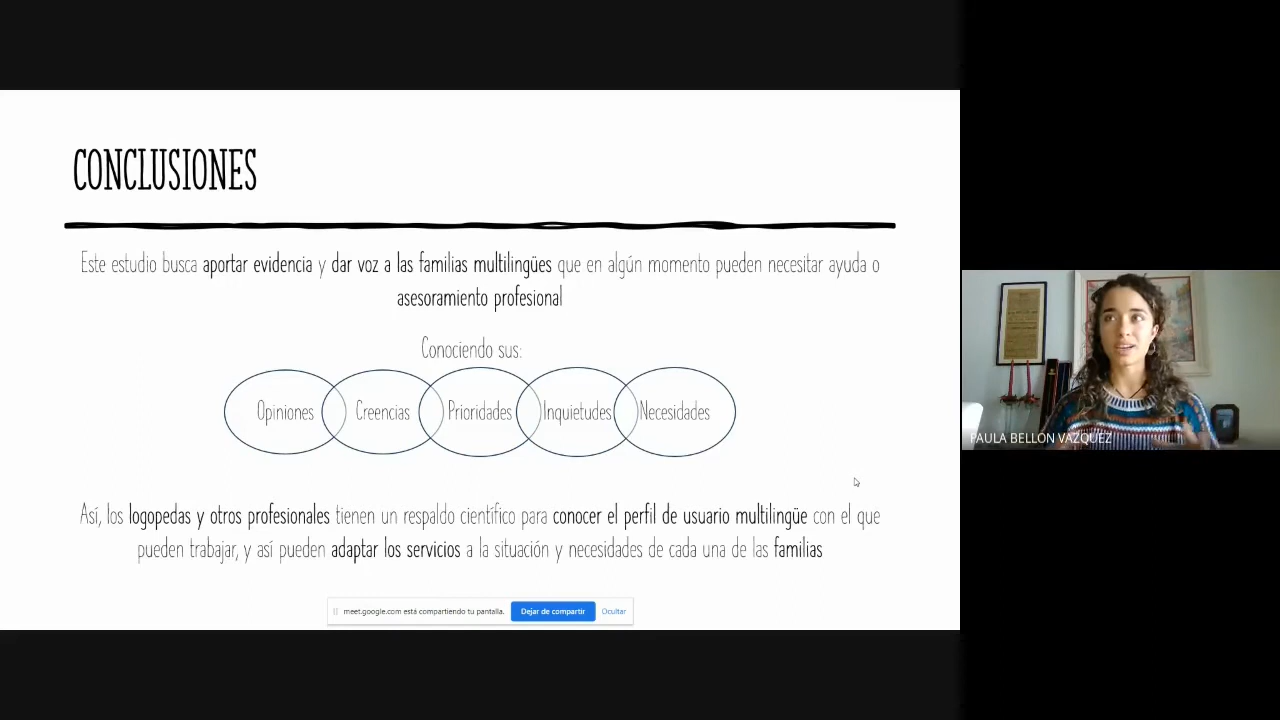 CONCLUSIONES
Este estudio busca aportar evidencia y dar voz a las familias multilingües que en algún momento pueden necesitar ayuda o
asesoramiento profesional
Conociendo sus:
Opiniones
Creencias
Prioridades
Inquietudes
Necesidades
Así, los logopedas y otros profesionales tienen un respaldo científico para conocer el perfil de usuario multilingüe con el que
pueden trabajar, y así pueden adaptar los servicios a la situación y necesidades de cada una de las familias
meet.google.com está compartiendo tu pantalla.
Dejar de compartir
Ocultar
PAULA BELLON VAZQUEZ